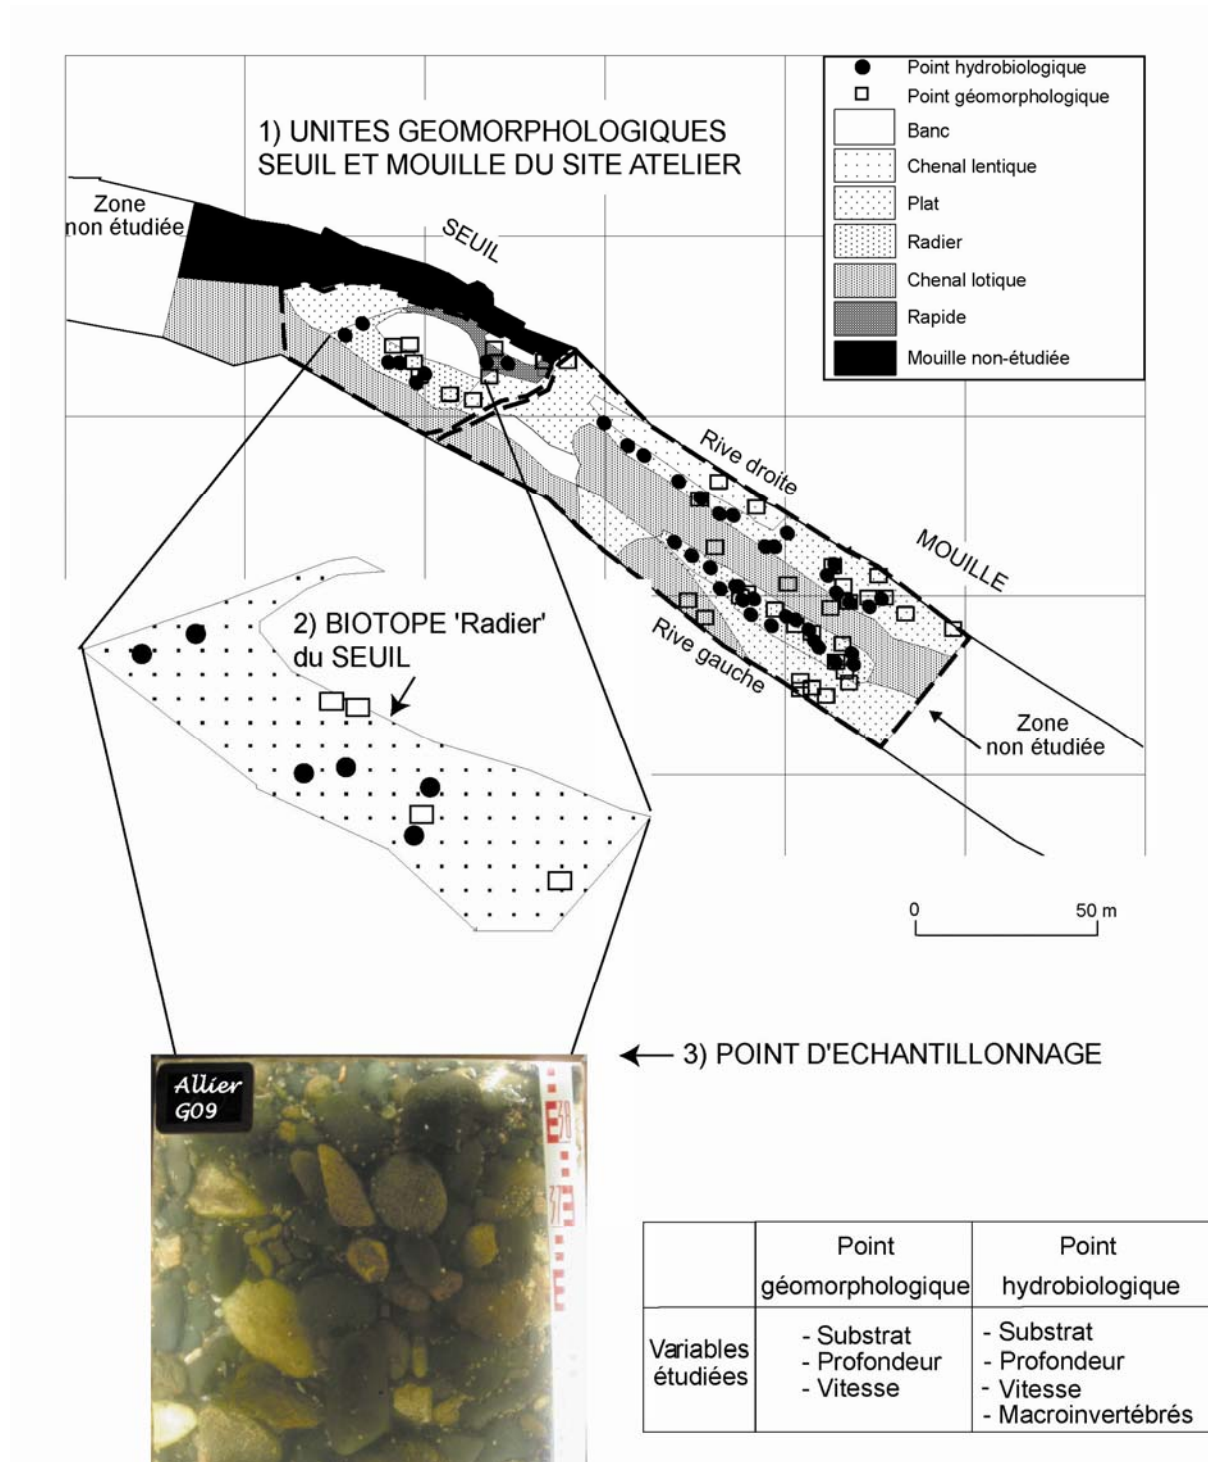 1) UNITES GEOMORPHOLOGIQUES
SEUIL ET MOUILLE DU SITE ATELIER
Point hydrobiologique
Point géomorphologique
Banc
Chenal lentique
Plat
Radier
Chenal lotique
Rapide
Mouille non-étudiée
Zone
non étudiée
SEUIL
Rive droite
MOUILLE
Rive gauche
Zone
non étudiée
2) BIOTOPE 'Radier'
du SEUIL
0 50 m
3) POINT D'ECHANTILLONNAGE
Allier
G09
E38
37E
E
Point
géomorphologique
Point
hydrobiologique
Variables
étudiées
- Substrat
- Profondeur
- Vitesse
- Substrat
- Profondeur
- Vitesse
- Macroinvertébrés